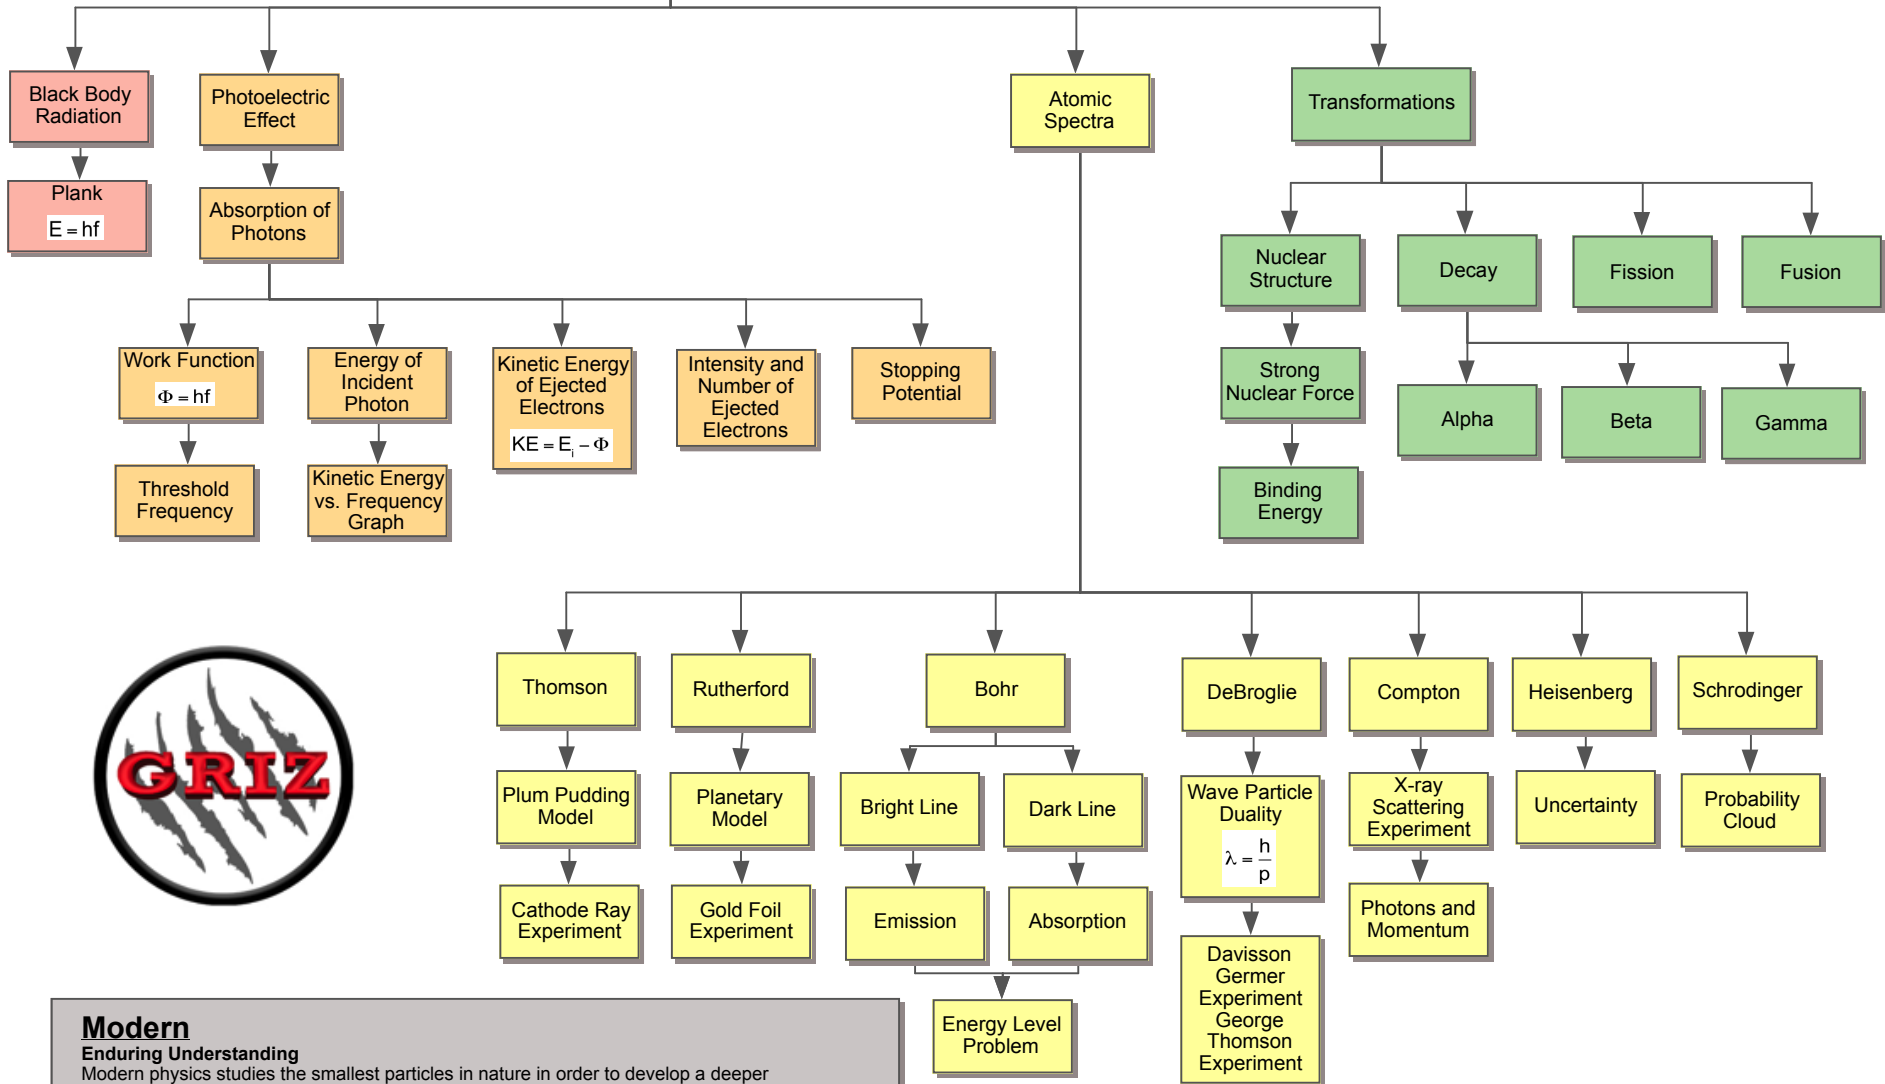 Black Body
Radiation
Photoelectric
Effect
Atomic
Spectra
Transformations
Plank
E = hf
Absorption of
Photons
Nuclear
Structure
Decay
Fission
Fusion
Work Function
Φ = hf
Energy of
Incident
Photon
Kinetic Energy
of Ejected
Electrons
KE = E_i − Φ
Intensity and
Number of
Ejected
Electrons
Stopping
Potential
Strong
Nuclear Force
Alpha
Beta
Gamma
Threshold
Frequency
Kinetic Energy
vs. Frequency
Graph
Binding
Energy
Thomson
Rutherford
Bohr
DeBroglie
Compton
Heisenberg
Schrodinger
GRIZ
Plum Pudding
Model
Planetary
Model
Bright Line
Dark Line
Wave Particle
Duality
λ = h/p
X-ray
Scattering
Experiment
Uncertainty
Probability
Cloud
Cathode Ray
Experiment
Gold Foil
Experiment
Emission
Absorption
Photons and
Momentum
Davisson
Germer
Experiment
George
Thomson
Experiment
Energy Level
Problem
Modern
Enduring Understanding
Modern physics studies the smallest particles in nature in order to develop a deeper